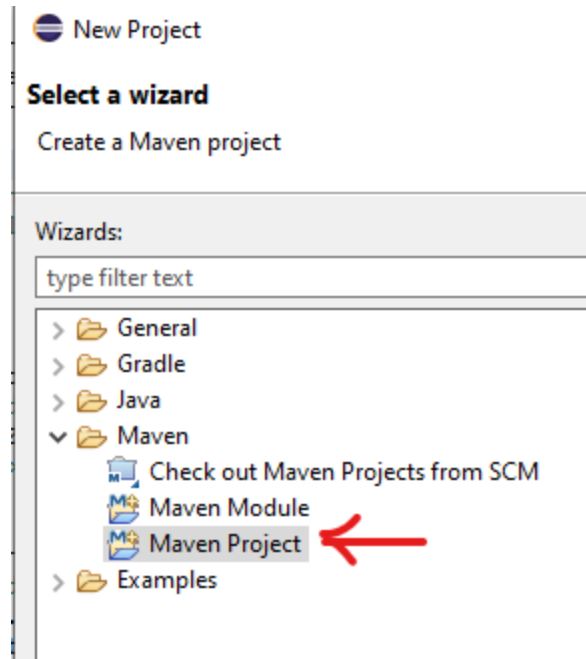 New Project
Select a wizard
Create a Maven project
Wizards:
type filter text
General
Gradle
Java
Maven
Check out Maven Projects from SCM
Maven Module
Maven Project
Examples